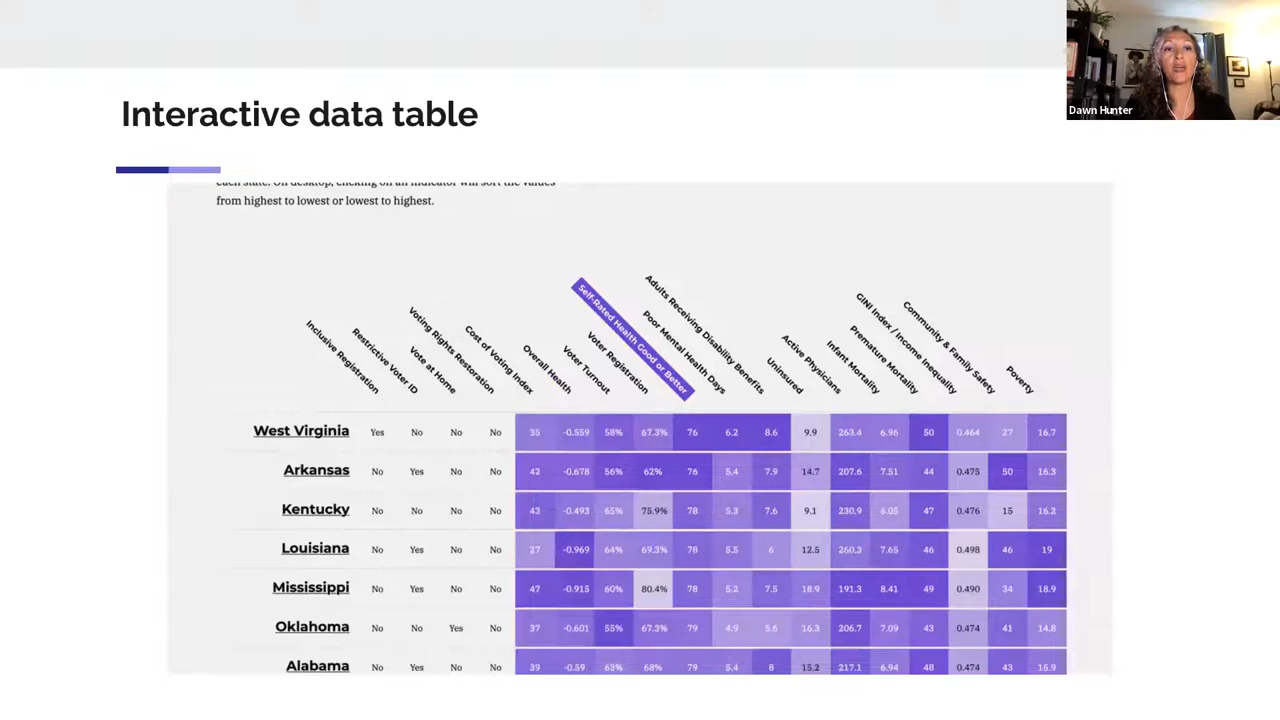 Dawn Hunter
Interactive data table
each state. On desktop, clicking on an indicator will sort the values
from highest to lowest or lowest to highest.
Inclusive Registration
Restrictive Voter ID
Vote at Home
Voting Rights Restoration
Cost of Voting Index
Overall Health
Voter Turnout
Voter Registration
Self-Rated Health Good or Better
Poor Mental Health Days
Adults Receiving Disability Benefits
Uninsured
Active Physicians
Infant Mortality
Premature Mortality
GINI Index / Income Inequality
Community & Family Safety
Poverty
West Virginia Yes No No No 35 -0.559 58% 67.3% 76 6.2 8.6 9.9 263.4 6.96 50 0.464 27 16.7
Arkansas No Yes No No 42 -0.678 56% 62% 76 5.4 7.9 14.7 207.6 7.51 44 0.475 50 16.3
Kentucky No No No No 43 -0.493 65% 75.9% 78 5.3 7.6 9.1 230.9 6.05 47 0.476 15 16.2
Louisiana No Yes No No 27 -0.969 64% 69.3% 78 5.5 6 12.5 260.3 7.65 46 0.498 46 19
Mississippi No Yes No No 47 -0.915 60% 80.4% 78 5.2 7.5 18.9 191.3 8.41 49 0.490 34 18.9
Oklahoma No No Yes No 37 -0.601 55% 67.3% 79 4.9 5.6 16.3 206.7 7.09 43 0.474 41 14.8
Alabama No Yes No No 39 -0.59 63% 68% 79 5.4 8 15.2 217.1 6.94 48 0.474 43 15.9